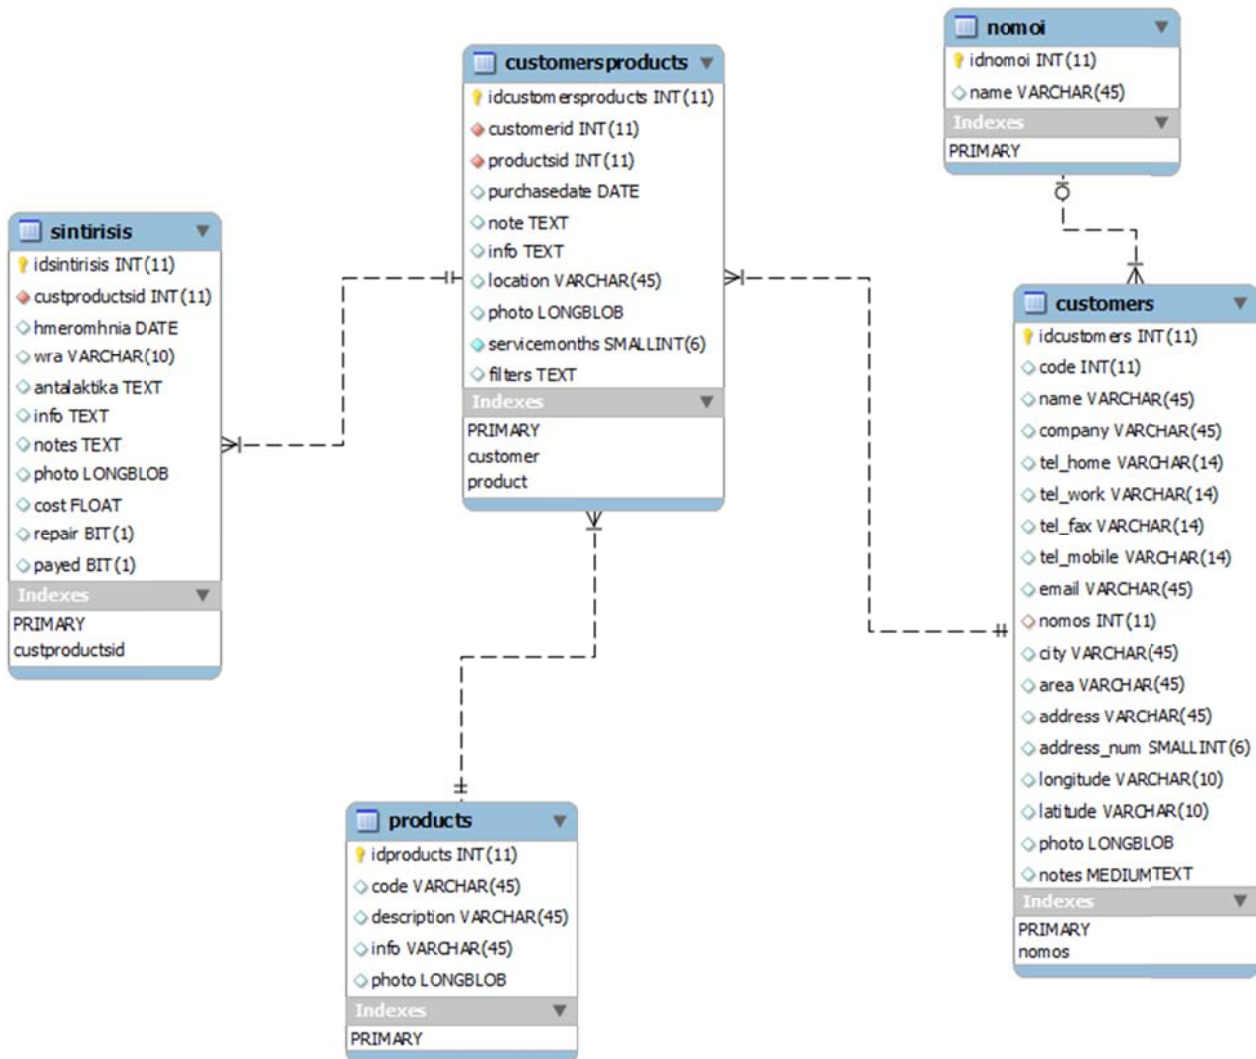 nomoi
idnomoi INT(11)
name VARCHAR(45)
Indexes
PRIMARY
customersproducts
idcustomersproducts INT(11)
customerid INT(11)
productsid INT(11)
purchasedate DATE
note TEXT
info TEXT
location VARCHAR(45)
photo LONGBLOB
servicemonths SMALLINT(6)
filters TEXT
Indexes
PRIMARY
customer
product
sintirisis
idsintirisis INT(11)
custproductsid INT(11)
hmeromhnia DATE
wra VARCHAR(10)
antalaktika TEXT
info TEXT
notes TEXT
photo LONGBLOB
cost FLOAT
repair BIT(1)
payed BIT(1)
Indexes
PRIMARY
custproductsid
customers
idcustomers INT(11)
code INT(11)
name VARCHAR(45)
company VARCHAR(45)
tel_home VARCHAR(14)
tel_work VARCHAR(14)
tel_fax VARCHAR(14)
tel_mobile VARCHAR(14)
email VARCHAR(45)
nomos INT(11)
city VARCHAR(45)
area VARCHAR(45)
address VARCHAR(45)
address_num SMALLINT(6)
longitude VARCHAR(10)
latitude VARCHAR(10)
photo LONGBLOB
notes MEDIUMTEXT
Indexes
PRIMARY
nomos
products
idproducts INT(11)
code VARCHAR(45)
description VARCHAR(45)
info VARCHAR(45)
photo LONGBLOB
Indexes
PRIMARY